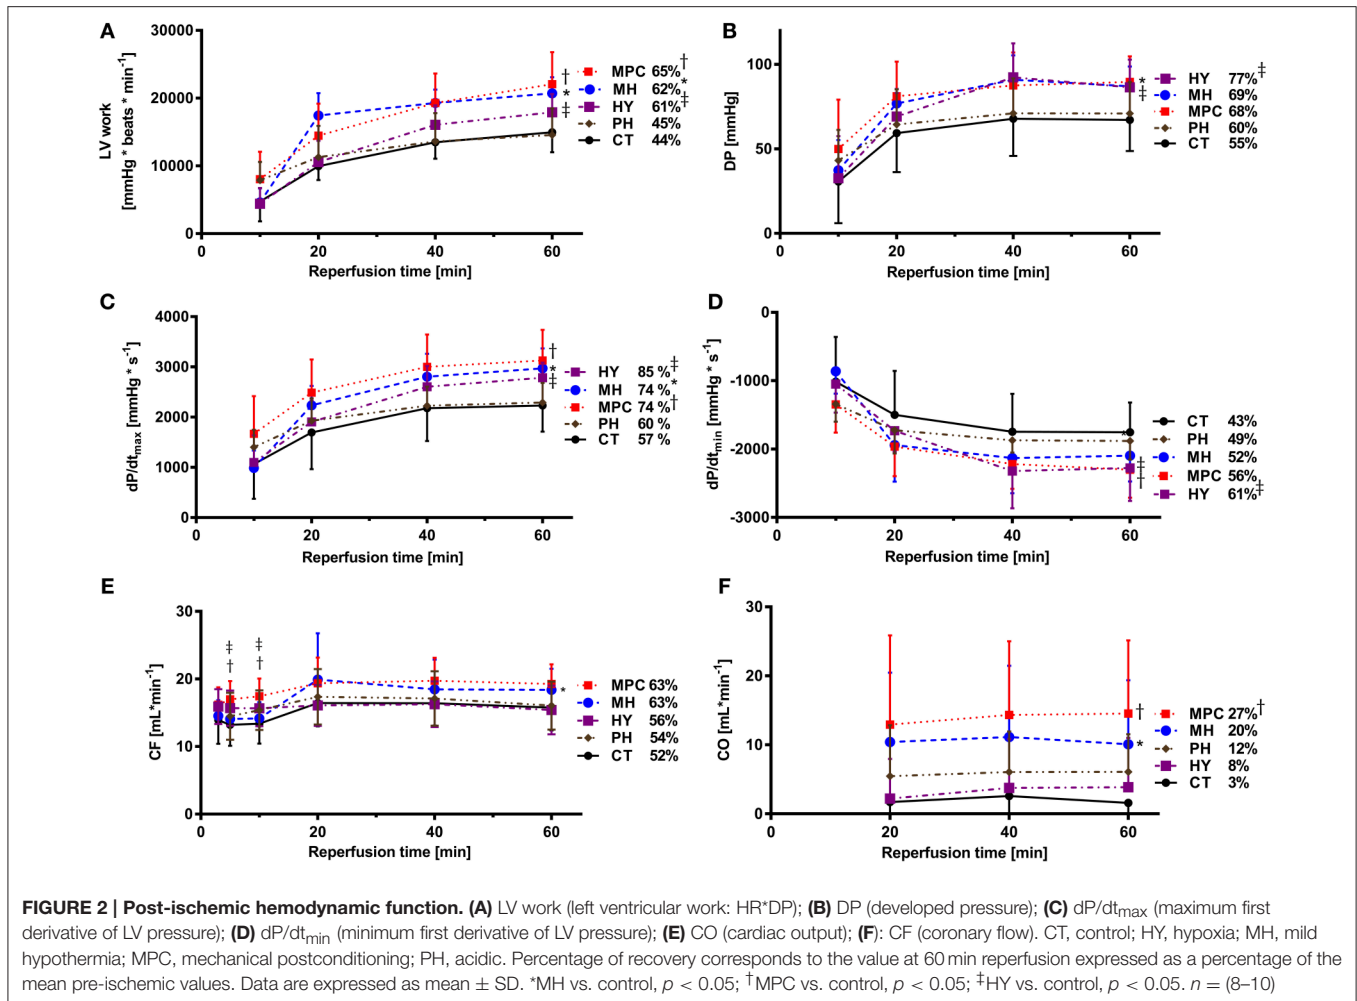 A
30000
20000
10000
0
LV work
[mmHg * beats * min-1]
0 20 40 60
Reperfusion time [min]
†
*
‡
MPC 65%†
MH 62%*
HY 61%‡
PH 45%
CT 44%
B
100
50
0
DP [mmHg]
0 20 40 60
Reperfusion time [min]
*
‡
HY 77%‡
MH 69%
MPC 68%
PH 60%
CT 55%
C
4000
3000
2000
1000
0
dP/dtmax [mmHg * s-1]
0 20 40 60
Reperfusion time [min]
†
*
‡
HY 85 %‡
MH 74 %*
MPC 74 %†
PH 60 %
CT 57 %
D
0
-1000
-2000
-3000
dP/dtmin [mmHg * s-1]
0 20 40 60
Reperfusion time [min]
‡
†
CT 43%
PH 49%
MH 52%
MPC 56%
HY 61%‡
E
30
20
10
0
CF [mL*min-1]
‡ ‡
† †
0 20 40 60
Reperfusion time [min]
*
MPC 63%
MH 63%
HY 56%
PH 54%
CT 52%
F
30
20
10
0
CO [mL*min-1]
0 20 40 60
Reperfusion time [min]
†
*
MPC 27%†
MH 20%
PH 12%
HY 8%
CT 3%
FIGURE 2 | Post-ischemic hemodynamic function. (A) LV work (left ventricular work: HR*DP); (B) DP (developed pressure); (C) dP/dtmax (maximum first
derivative of LV pressure); (D) dP/dtmin (minimum first derivative of LV pressure); (E) CO (cardiac output); (F): CF (coronary flow). CT, control; HY, hypoxia; MH, mild
hypothermia; MPC, mechanical postconditioning; PH, acidic. Percentage of recovery corresponds to the value at 60 min reperfusion expressed as a percentage of the
mean pre-ischemic values. Data are expressed as mean ± SD. *MH vs. control, p < 0.05; †MPC vs. control, p < 0.05; ‡HY vs. control, p < 0.05. n = (8–10)